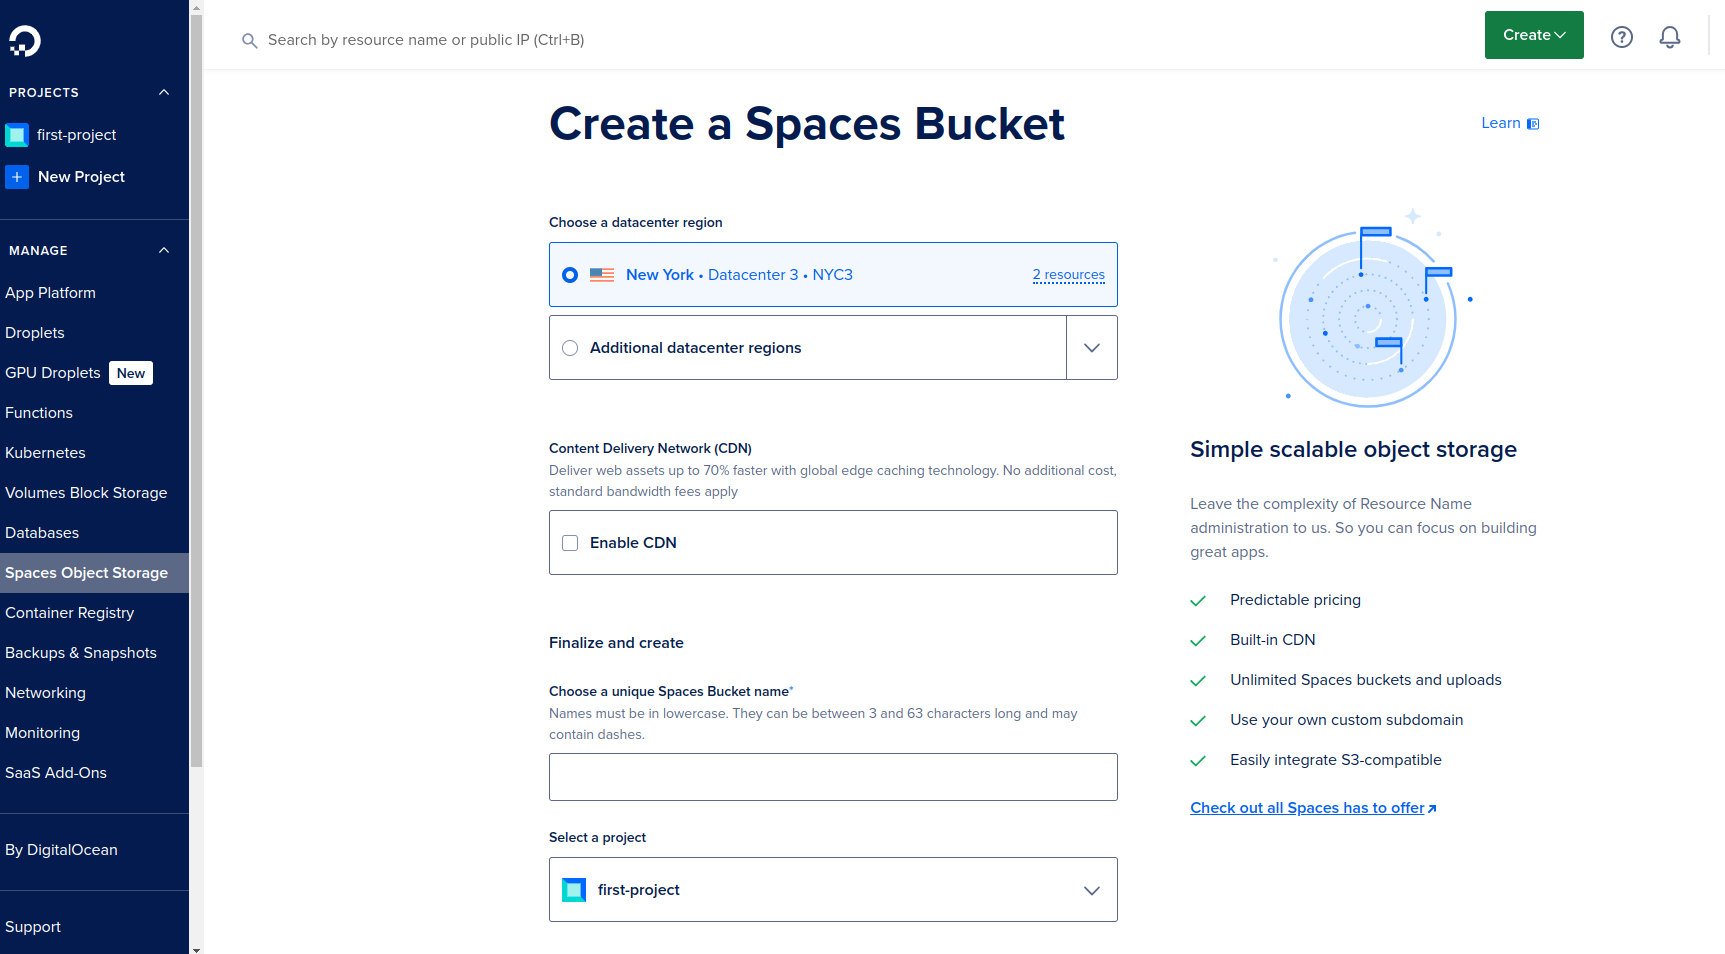 Search by resource name or public IP (Ctrl+B)
Create
PROJECTS
first-project
New Project
MANAGE
App Platform
Droplets
GPU Droplets New
Functions
Kubernetes
Volumes Block Storage
Databases
Spaces Object Storage
Container Registry
Backups & Snapshots
Networking
Monitoring
SaaS Add-Ons
By DigitalOcean
Support
Create a Spaces Bucket
Learn
Choose a datacenter region
New York • Datacenter 3 • NYC3
2 resources
Additional datacenter regions
Content Delivery Network (CDN)
Deliver web assets up to 70% faster with global edge caching technology. No additional cost,
standard bandwidth fees apply
Enable CDN
Finalize and create
Choose a unique Spaces Bucket name*
Names must be in lowercase. They can be between 3 and 63 characters long and may
contain dashes.
Select a project
first-project
Simple scalable object storage
Leave the complexity of Resource Name
administration to us. So you can focus on building
great apps.
Predictable pricing
Built-in CDN
Unlimited Spaces buckets and uploads
Use your own custom subdomain
Easily integrate S3-compatible
Check out all Spaces has to offer